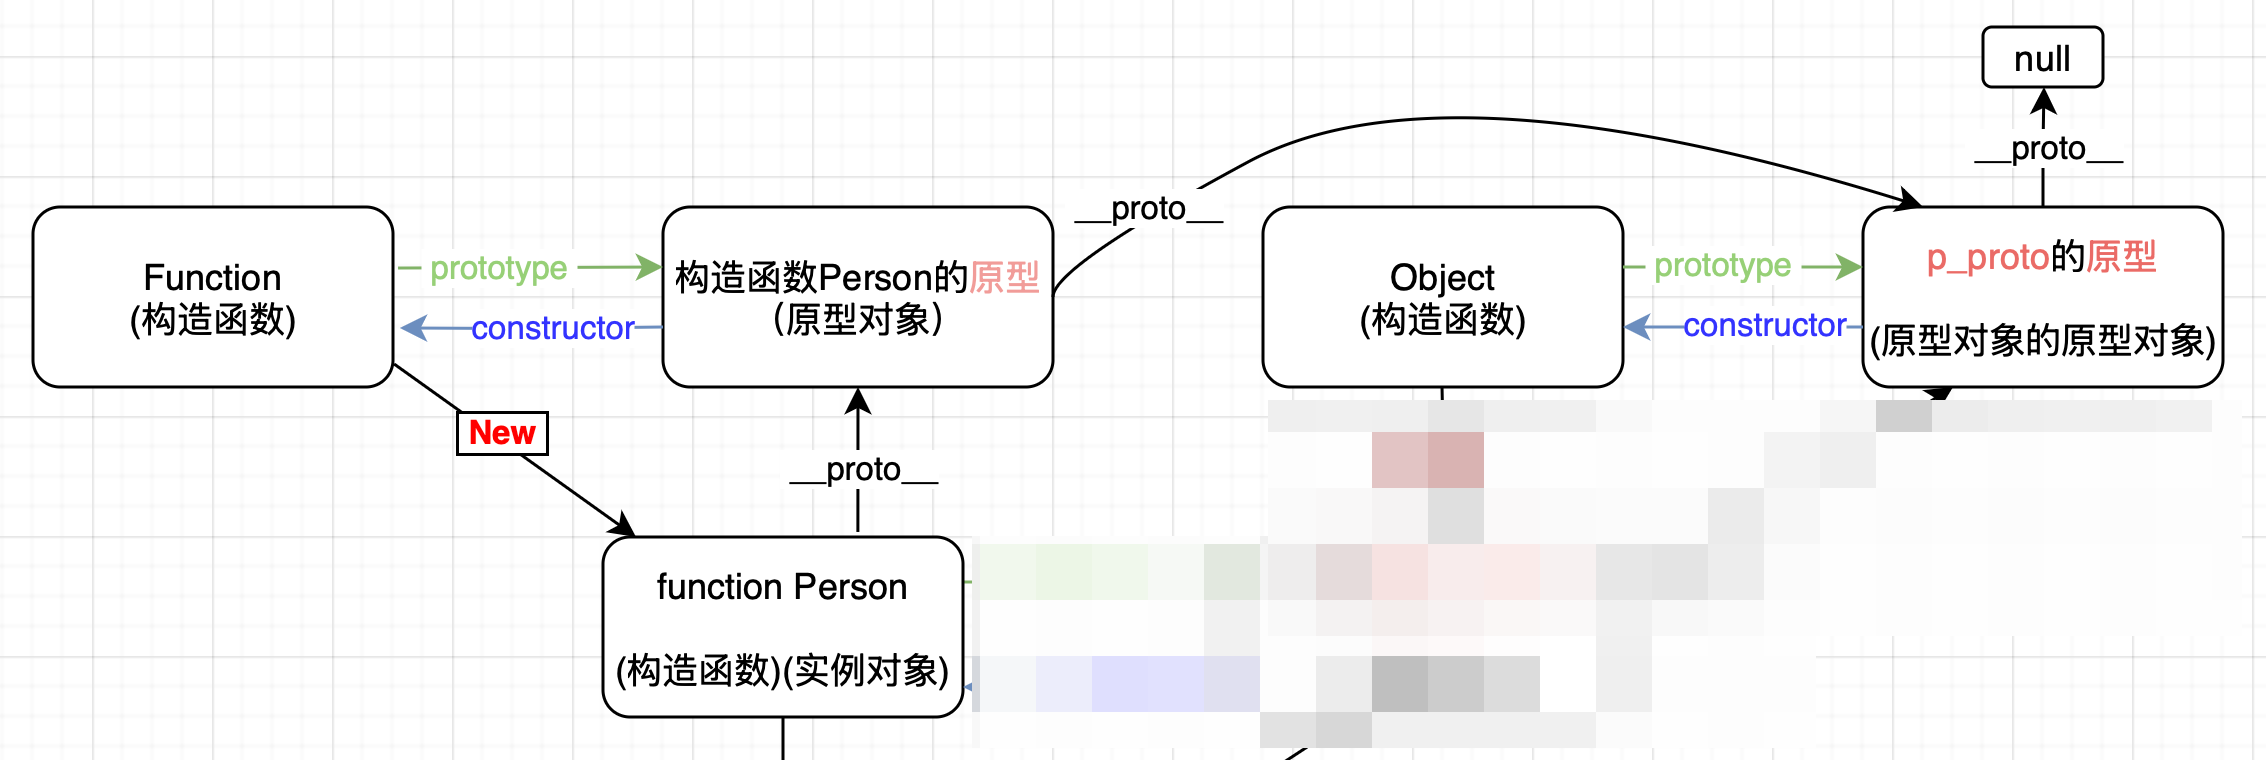 null
__proto__
__proto__
Function
(构造函数)
prototype
constructor
构造函数Person的原型
(原型对象)
Object
(构造函数)
prototype
constructor
p_proto的原型
(原型对象的原型对象)
New
__proto__
function Person
(构造函数)(实例对象)